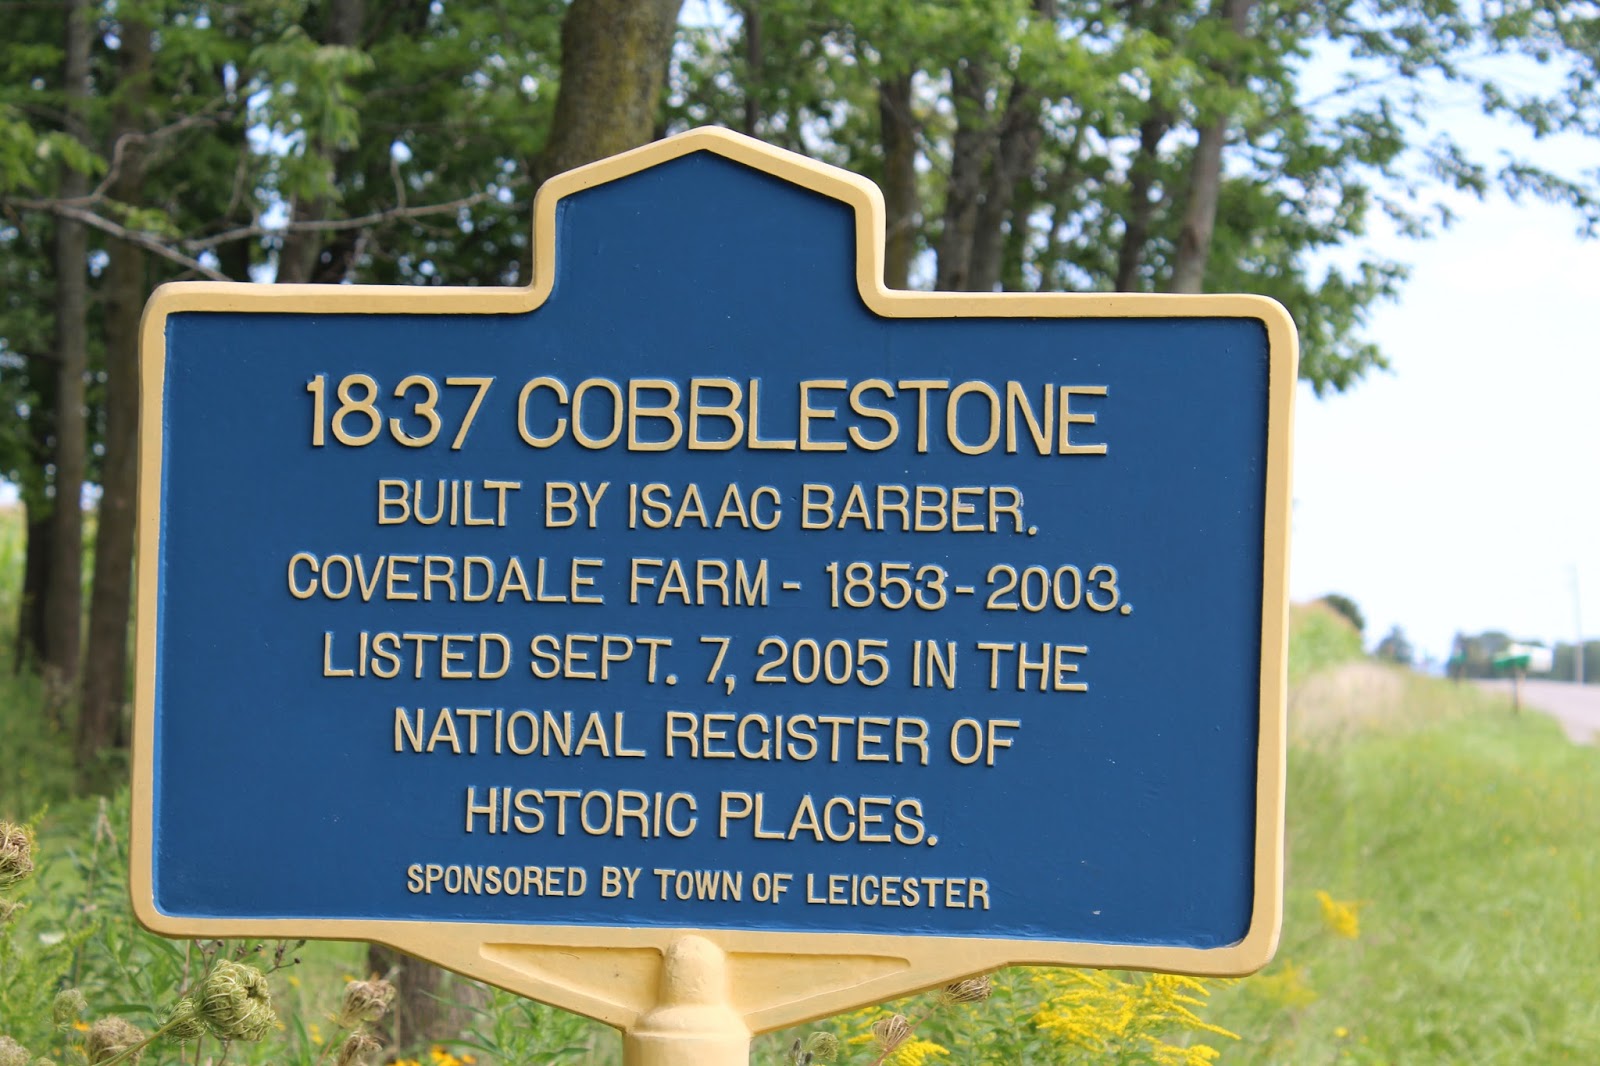 1837 COBBLESTONE
BUILT BY ISAAC BARBER.
COVERDALE FARM - 1853-2003.
LISTED SEPT. 7, 2005 IN THE
NATIONAL REGISTER OF
HISTORIC PLACES.
SPONSORED BY TOWN OF LEICESTER